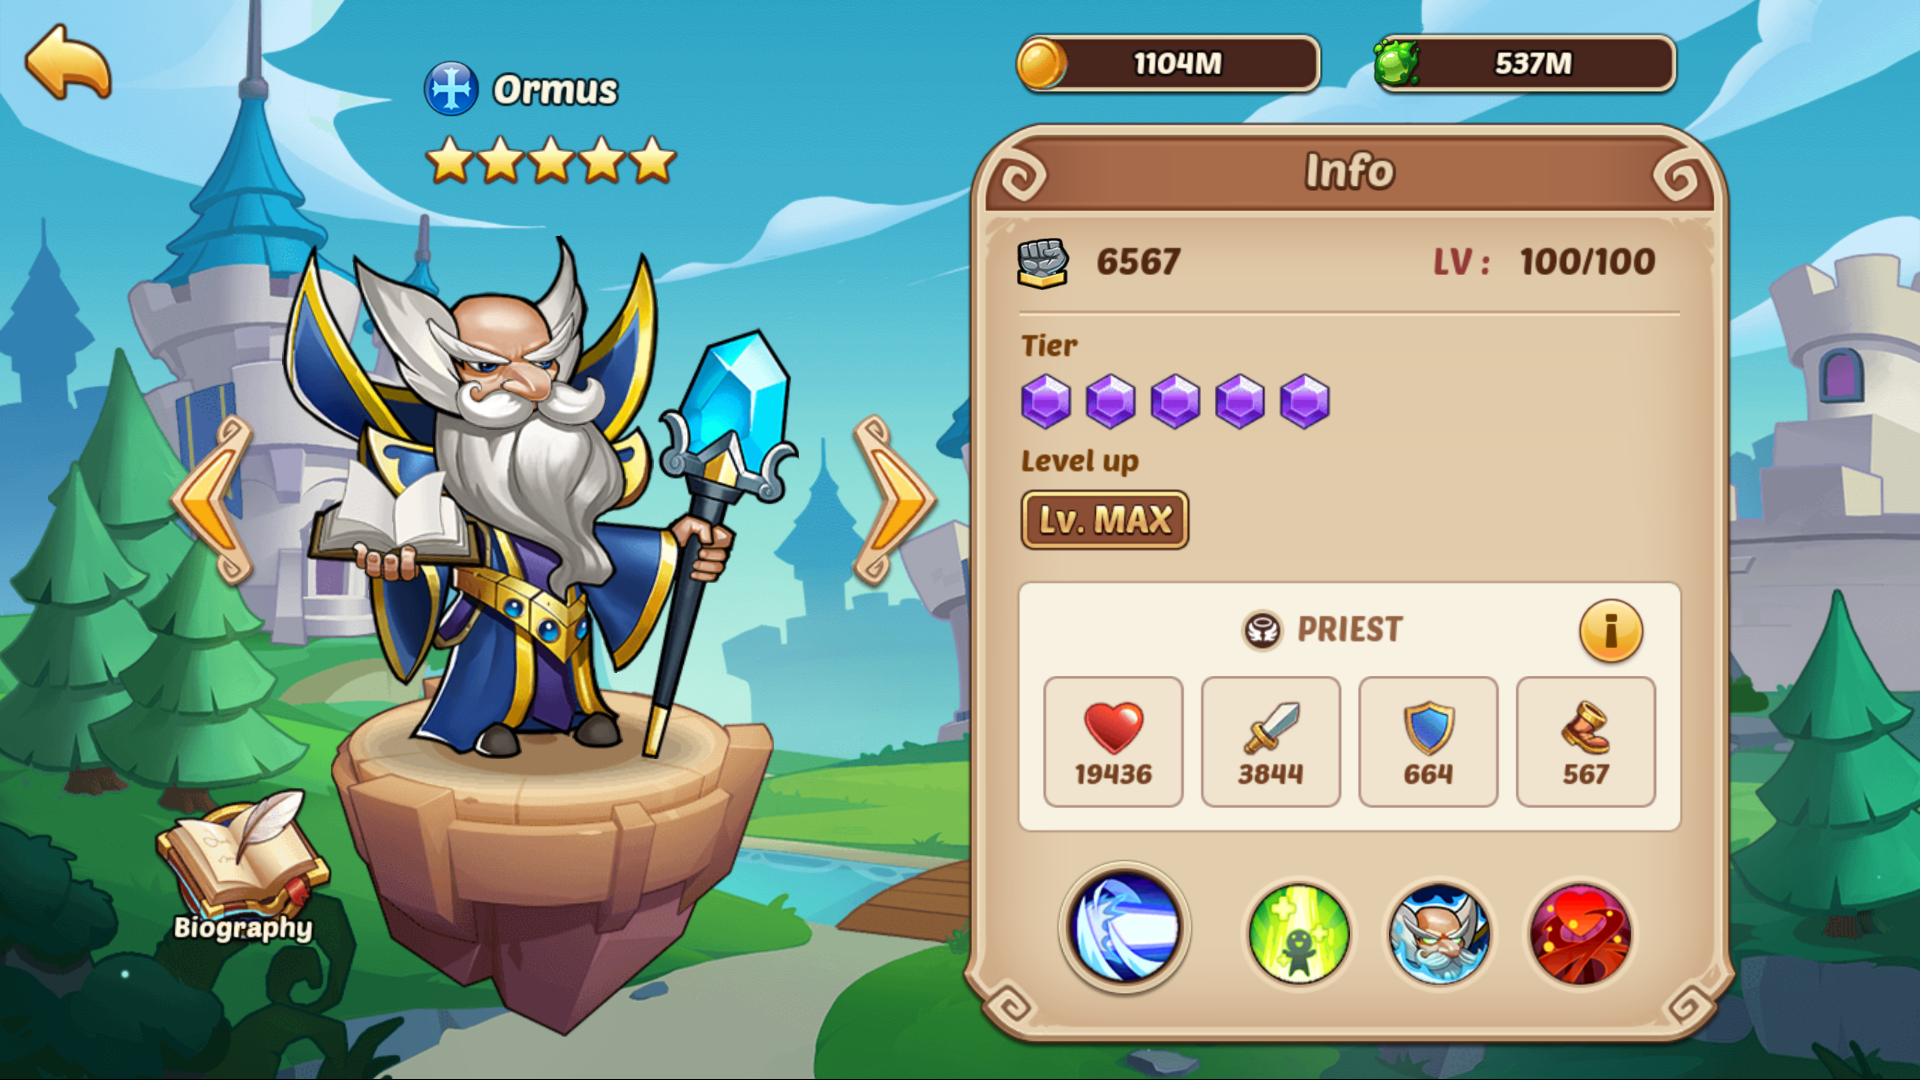 Ormus
1104M
537M
Info
6567
LV : 100/100
Tier
Level up
Lv. MAX
PRIEST
19436
3844
664
567
Biography